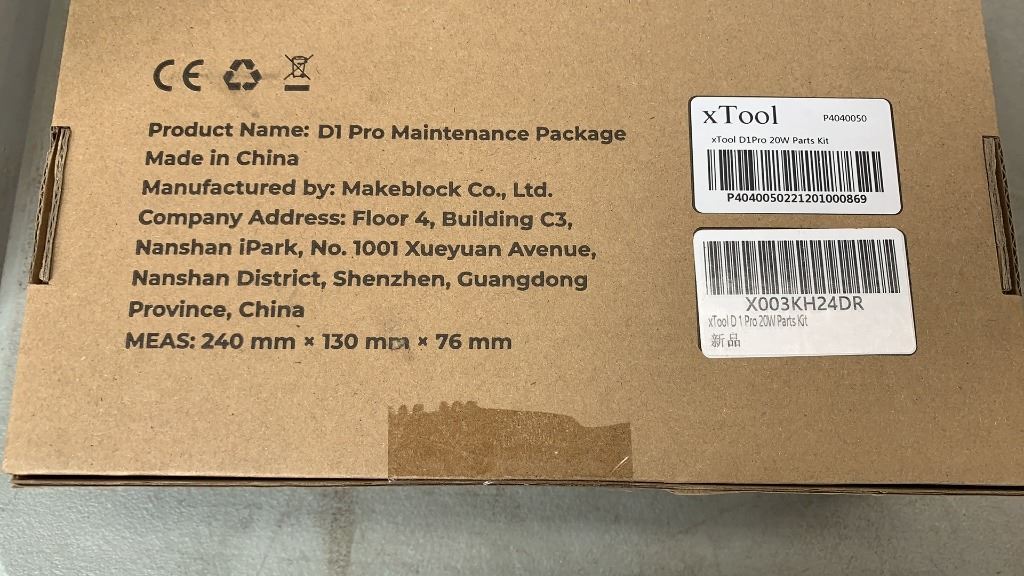 CE
Product Name: D1 Pro Maintenance Package
Made in China
Manufactured by: Makeblock Co., Ltd.
Company Address: Floor 4, Building C3,
Nanshan iPark, No. 1001 Xueyuan Avenue,
Nanshan District, Shenzhen, Guangdong
Province, China
MEAS: 240 mm × 130 mm × 76 mm
xTool P4040050
xTool D1Pro 20W Parts Kit
P4040050221201000869
X003KH24DR
xTool D 1 Pro 20W Parts Kit
新品